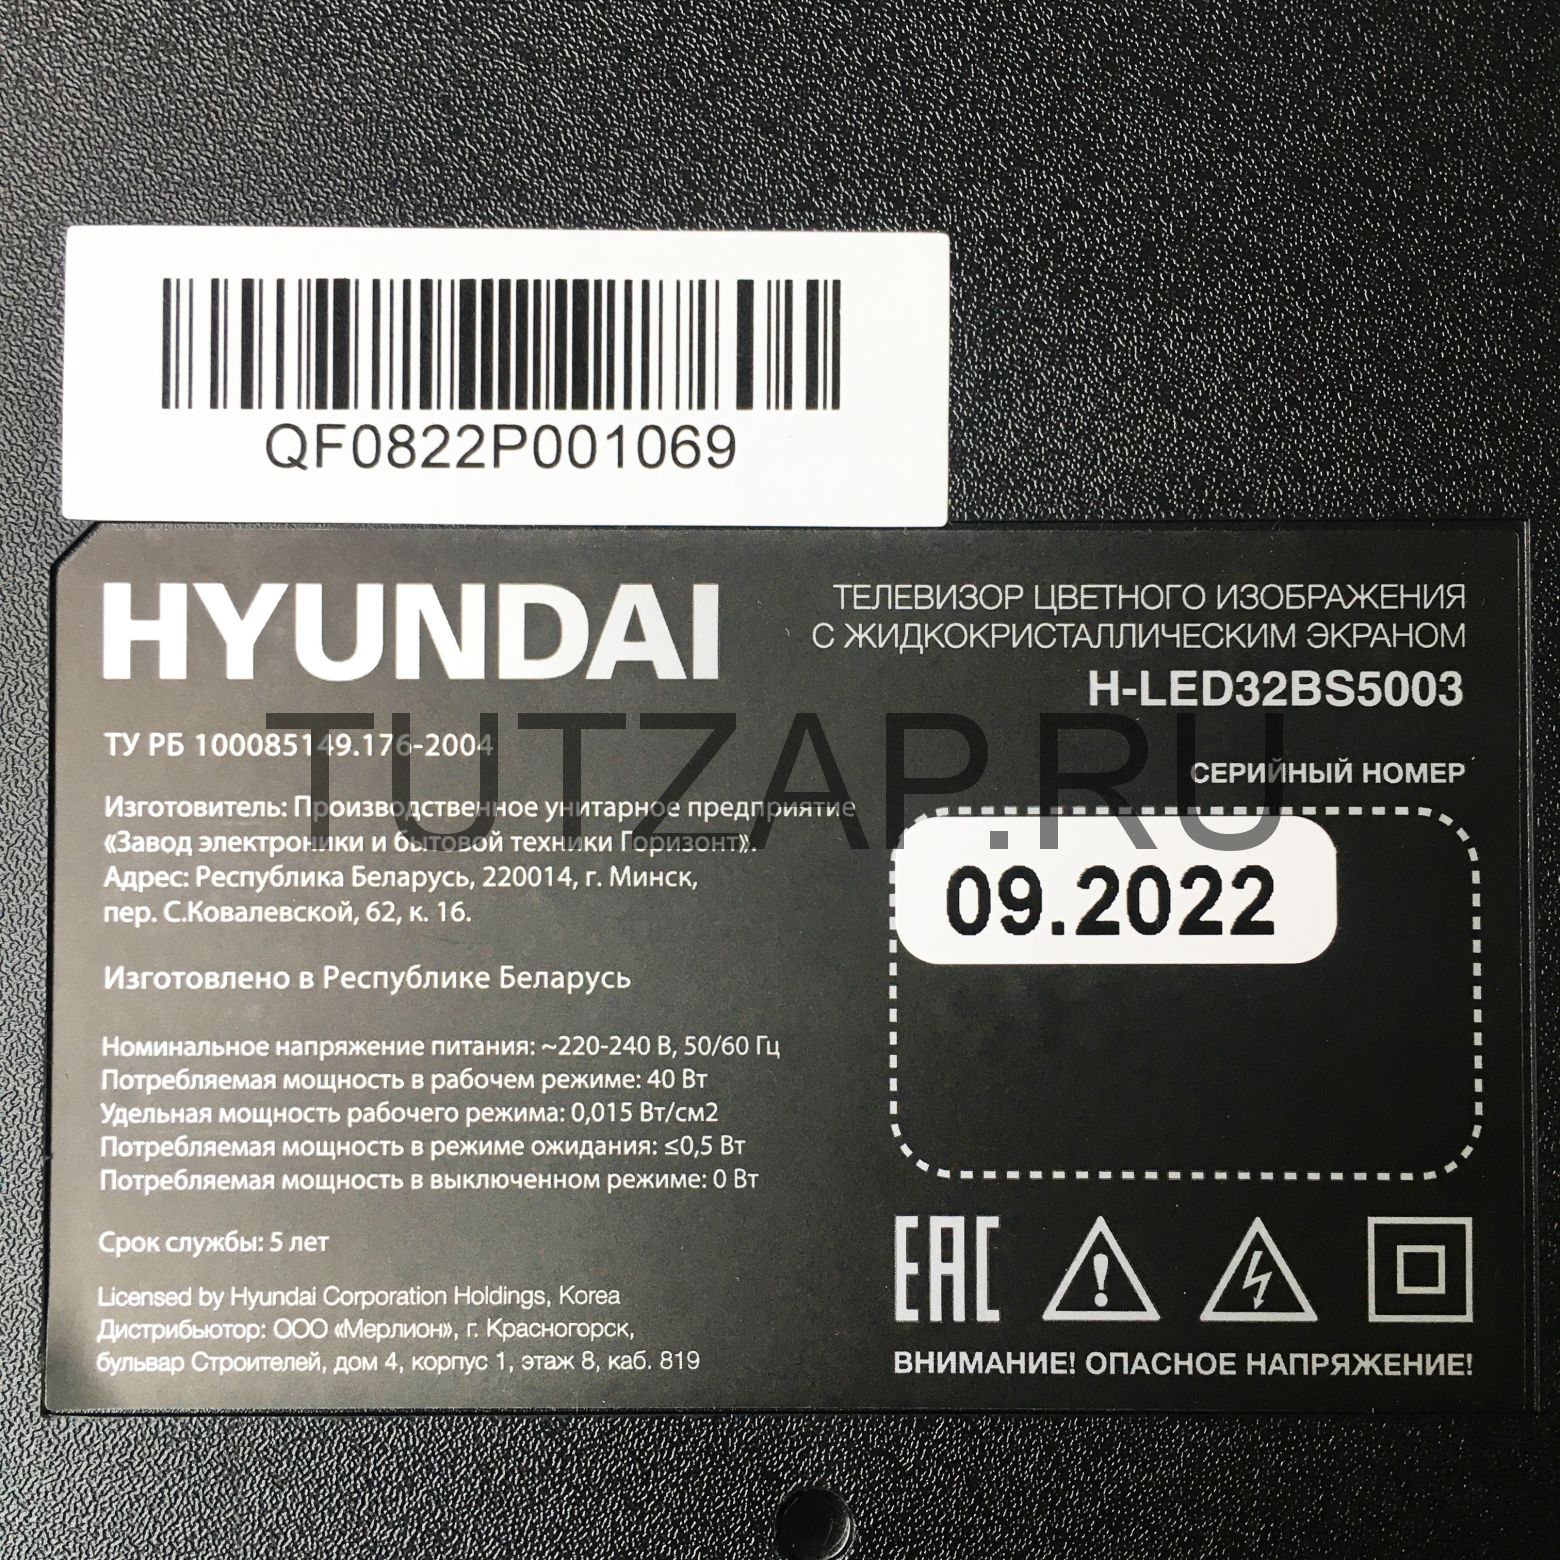 QF0822P001069
HYUNDAI
ТЕЛЕВИЗОР ЦВЕТНОГО ИЗОБРАЖЕНИЯ
С ЖИДКОКРИСТАЛЛИЧЕСКИМ ЭКРАНОМ
H-LED32BS5003
ТУ РБ 100085149.176-2004
TUTZAP.RU
Изготовитель: Производственное унитарное предприятие
«Завод электроники и бытовой техники Горизонт».
Адрес: Республика Беларусь, 220014, г. Минск,
пер. С.Ковалевской, 62, к. 16.
Изготовлено в Республике Беларусь
Номинальное напряжение питания: ~220-240 В, 50/60 Гц
Потребляемая мощность в рабочем режиме: 40 Вт
Удельная мощность рабочего режима: 0,015 Вт/см2
Потребляемая мощность в режиме ожидания: ≤0,5 Вт
Потребляемая мощность в выключенном режиме: 0 Вт
Срок службы: 5 лет
Licensed by Hyundai Corporation Holdings, Korea
Дистрибьютор: ООО «Мерлион», г. Красногорск,
бульвар Строителей, дом 4, корпус 1, этаж 8, каб. 819
СЕРИЙНЫЙ НОМЕР
09.2022
EAC
ВНИМАНИЕ! ОПАСНОЕ НАПРЯЖЕНИЕ!